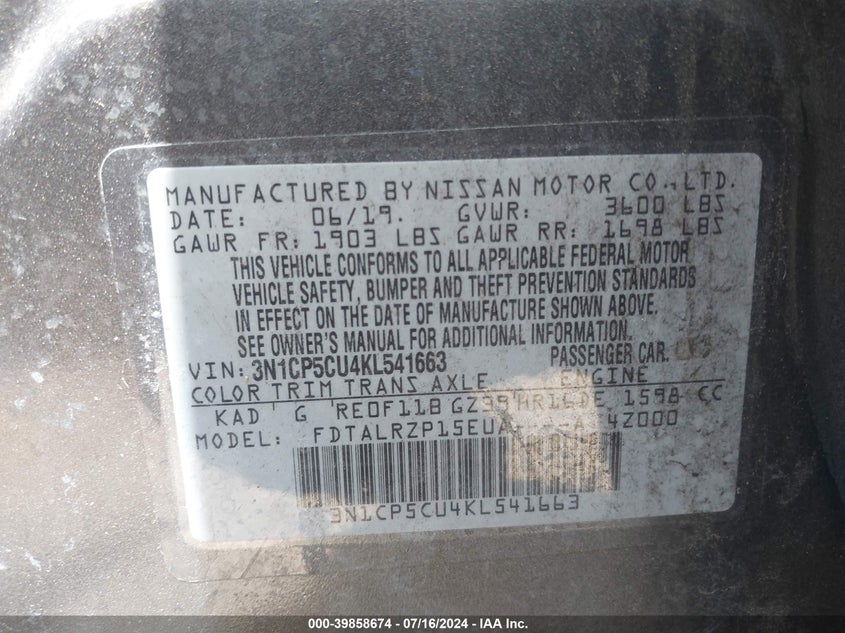 MANUFACTURED BY NISSAN MOTOR CO.,LTD.
DATE: 06/19. GVWR: 3600 LBS
GAWR FR: 1903 LBS GAWR RR: 1698 LBS
THIS VEHICLE CONFORMS TO ALL APPLICABLE FEDERAL MOTOR
VEHICLE SAFETY, BUMPER AND THEFT PREVENTION STANDARDS
IN EFFECT ON THE DATE OF MANUFACTURE SHOWN ABOVE.
SEE OWNER'S MANUAL FOR ADDITIONAL INFORMATION.
VIN: 3N1CP5CU4KL541663 PASSENGER CAR.
COLOR TRIM TRANS AXLE ENGINE
KAD G RE0F11B GZ39 HR16DE 1598 CC
MODEL: 4Z000
3N1CP5CU4KL541663
000-39858674 - 07/16/2024 - IAA Inc.